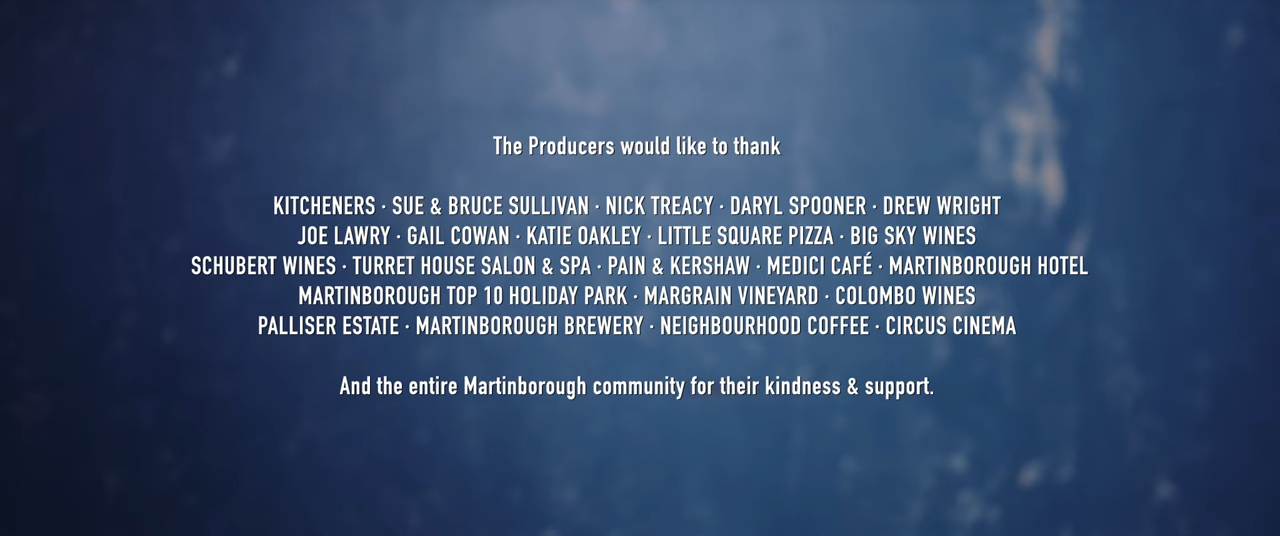 The Producers would like to thank
KITCHENERS · SUE & BRUCE SULLIVAN · NICK TREACY · DARYL SPOONER · DREW WRIGHT
JOE LAWRY · GAIL COWAN · KATIE OAKLEY · LITTLE SQUARE PIZZA · BIG SKY WINES
SCHUBERT WINES · TURRET HOUSE SALON & SPA · PAIN & KERSHAW · MEDICI CAFÉ · MARTINBOROUGH HOTEL
MARTINBOROUGH TOP 10 HOLIDAY PARK · MARGRAIN VINEYARD · COLOMBO WINES
PALLISER ESTATE · MARTINBOROUGH BREWERY · NEIGHBOURHOOD COFFEE · CIRCUS CINEMA
And the entire Martinborough community for their kindness & support.